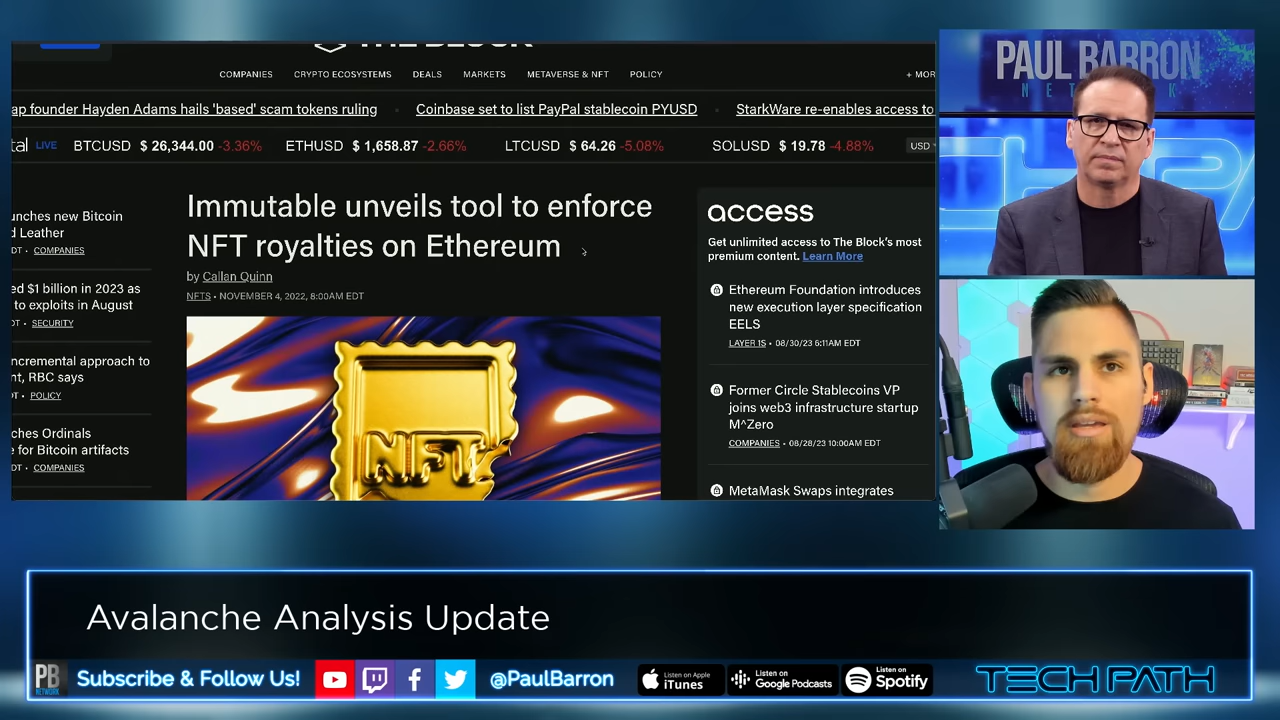 THE BLOCK
COMPANIES CRYPTO ECOSYSTEMS DEALS MARKETS METAVERSE & NFT POLICY + MOR
ap founder Hayden Adams hails 'based' scam tokens ruling • Coinbase set to list PayPal stablecoin PYUSD • StarkWare re-enables access to
tal LIVE BTCUSD $ 26,344.00 -3.36% ETHUSD $ 1,658.87 -2.66% LTCUSD $ 64.26 -5.08% SOLUSD $ 19.78 -4.88% USD
unches new Bitcoin
d Leather
DT • COMPANIES
ed $1 billion in 2023 as
to exploits in August
DT • SECURITY
incremental approach to
nt, RBC says
DT • POLICY
ches Ordinals
e for Bitcoin artifacts
DT • COMPANIES
Immutable unveils tool to enforce
NFT royalties on Ethereum
by Callan Quinn
NFTS • NOVEMBER 4, 2022, 8:00AM EDT
NFT
access
Get unlimited access to The Block's most
premium content. Learn More
Ethereum Foundation introduces
new execution layer specification
EELS
LAYER 1S • 08/30/23 6:11AM EDT
Former Circle Stablecoins VP
joins web3 infrastructure startup
M^Zero
COMPANIES • 08/28/23 10:00AM EDT
MetaMask Swaps integrates
PAUL BARRON
NETWORK
Avalanche Analysis Update
PB
NETWORK
Subscribe & Follow Us!
@PaulBarron
Listen on Apple
iTunes
Listen on
Google Podcasts
Listen on
Spotify
TECH PATH